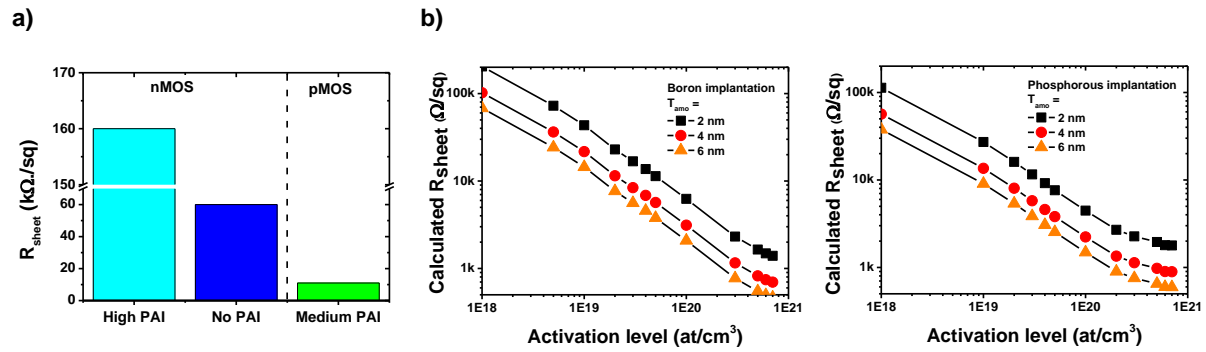 a)
b)
170
160
150
60
40
20
0
R_sheet (kΩ./sq)
nMOS
pMOS
High PAI
No PAI
Medium PAI
100k
10k
1k
Calculated Rsheet (Ω/sq)
Boron implantation
T_amo =
2 nm
4 nm
6 nm
1E18
1E19
1E20
1E21
Activation level (at/cm³)
100k
10k
1k
Calculated Rsheet (Ω/sq)
Phosphorous implantation
T_amo =
2 nm
4 nm
6 nm
1E18
1E19
1E20
1E21
Activation level (at/cm³)